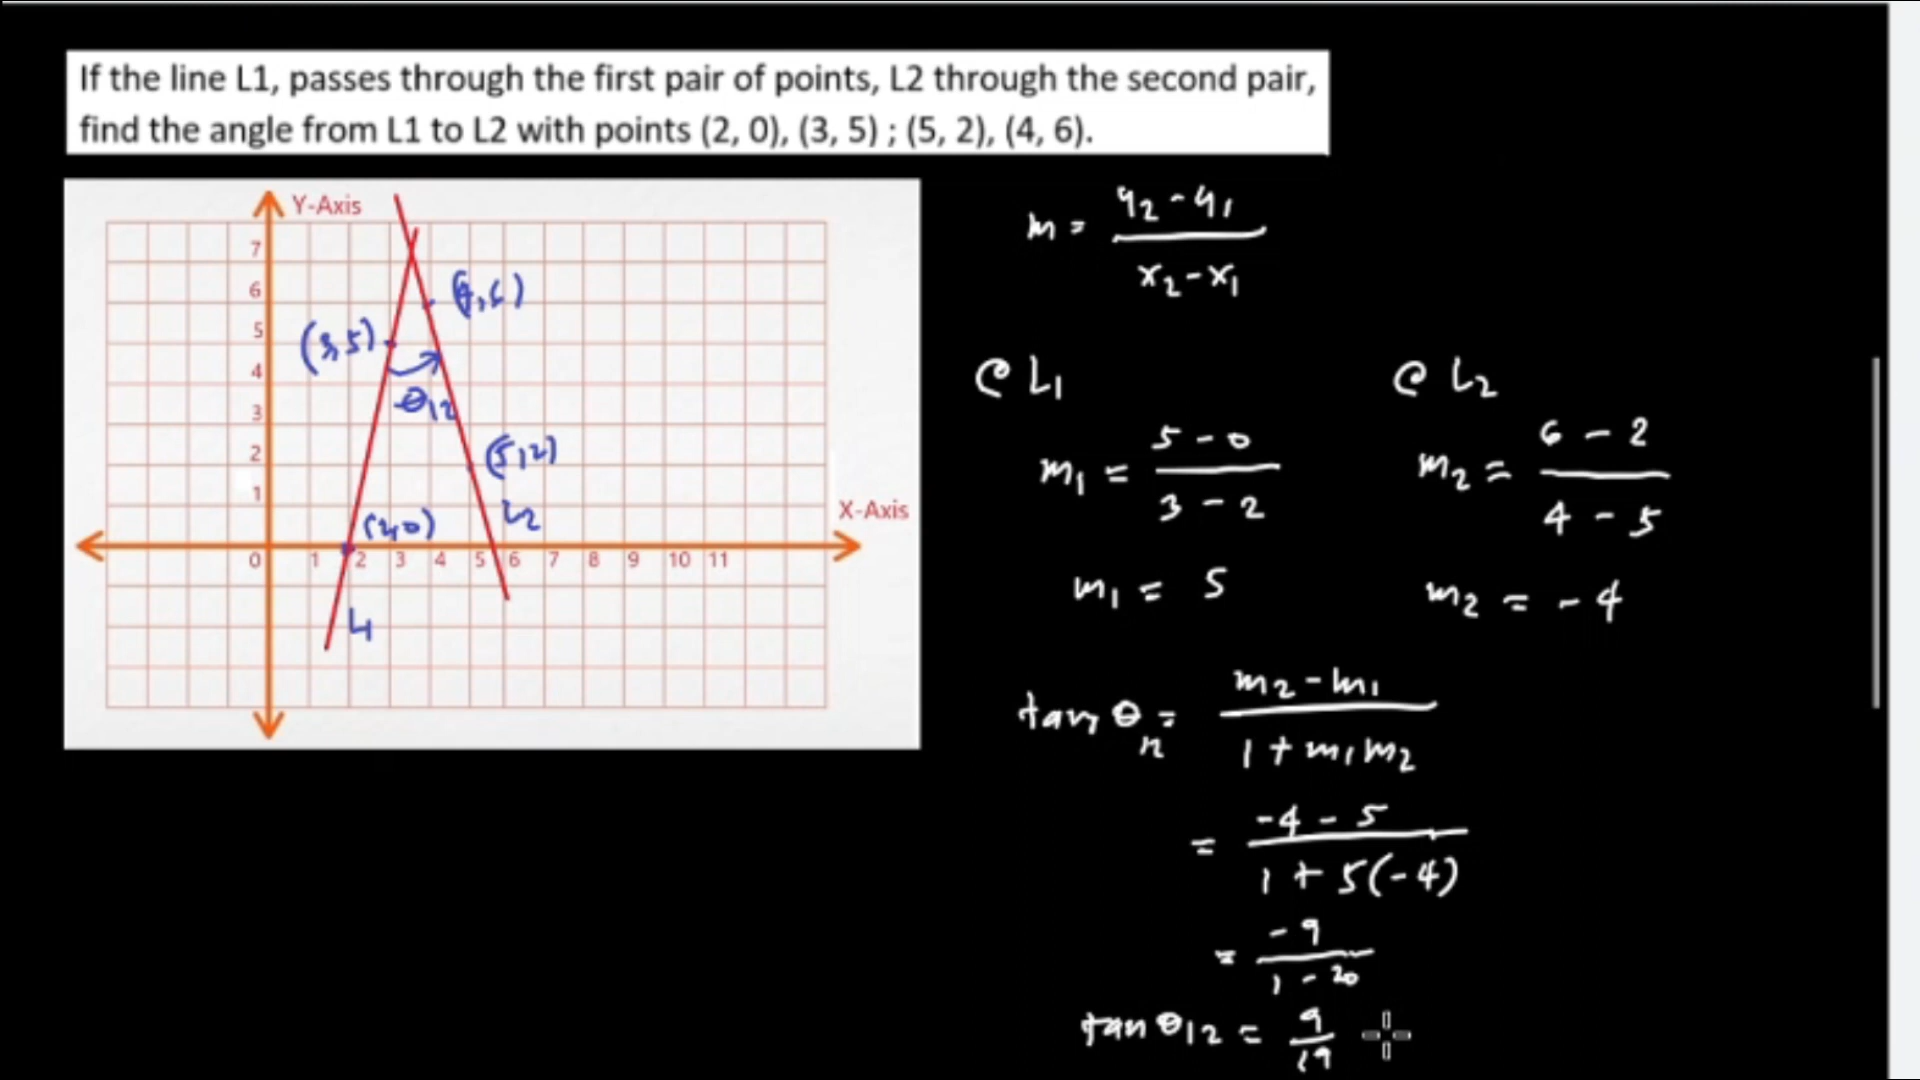 If the line L1, passes through the first pair of points, L2 through the second pair,
find the angle from L1 to L2 with points (2, 0), (3, 5) ; (5, 2), (4, 6).
Y-Axis
7
6
5
4
3
2
1
0 1 2 3 4 5 6 7 8 9 10 11
X-Axis
(4,6)
(3,5)
θ12
(5,2)
L2
(2,0)
L1
m = y2-y1
x2-x1
@ L1
m1 = 5-0
3-2
m1 = 5
@ L2
m2 = 6-2
4-5
m2 = -4
tan θ12 = m2-m1
1+m1m2
= -4-5
1+5(-4)
= -9
1-20
tan θ12 = 9
19